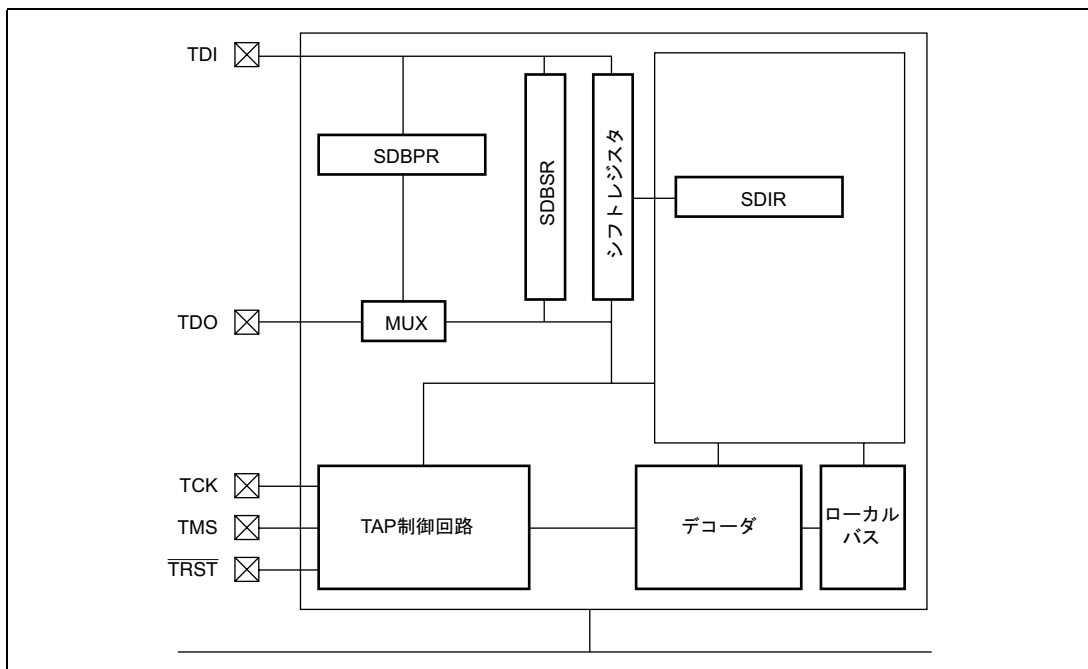 TDI
SDBPR
SDBSR
シフトレジスタ
SDIR
TDO
MUX
TCK
TMS
TRST
TAP制御回路
デコーダ
ローカル
バス